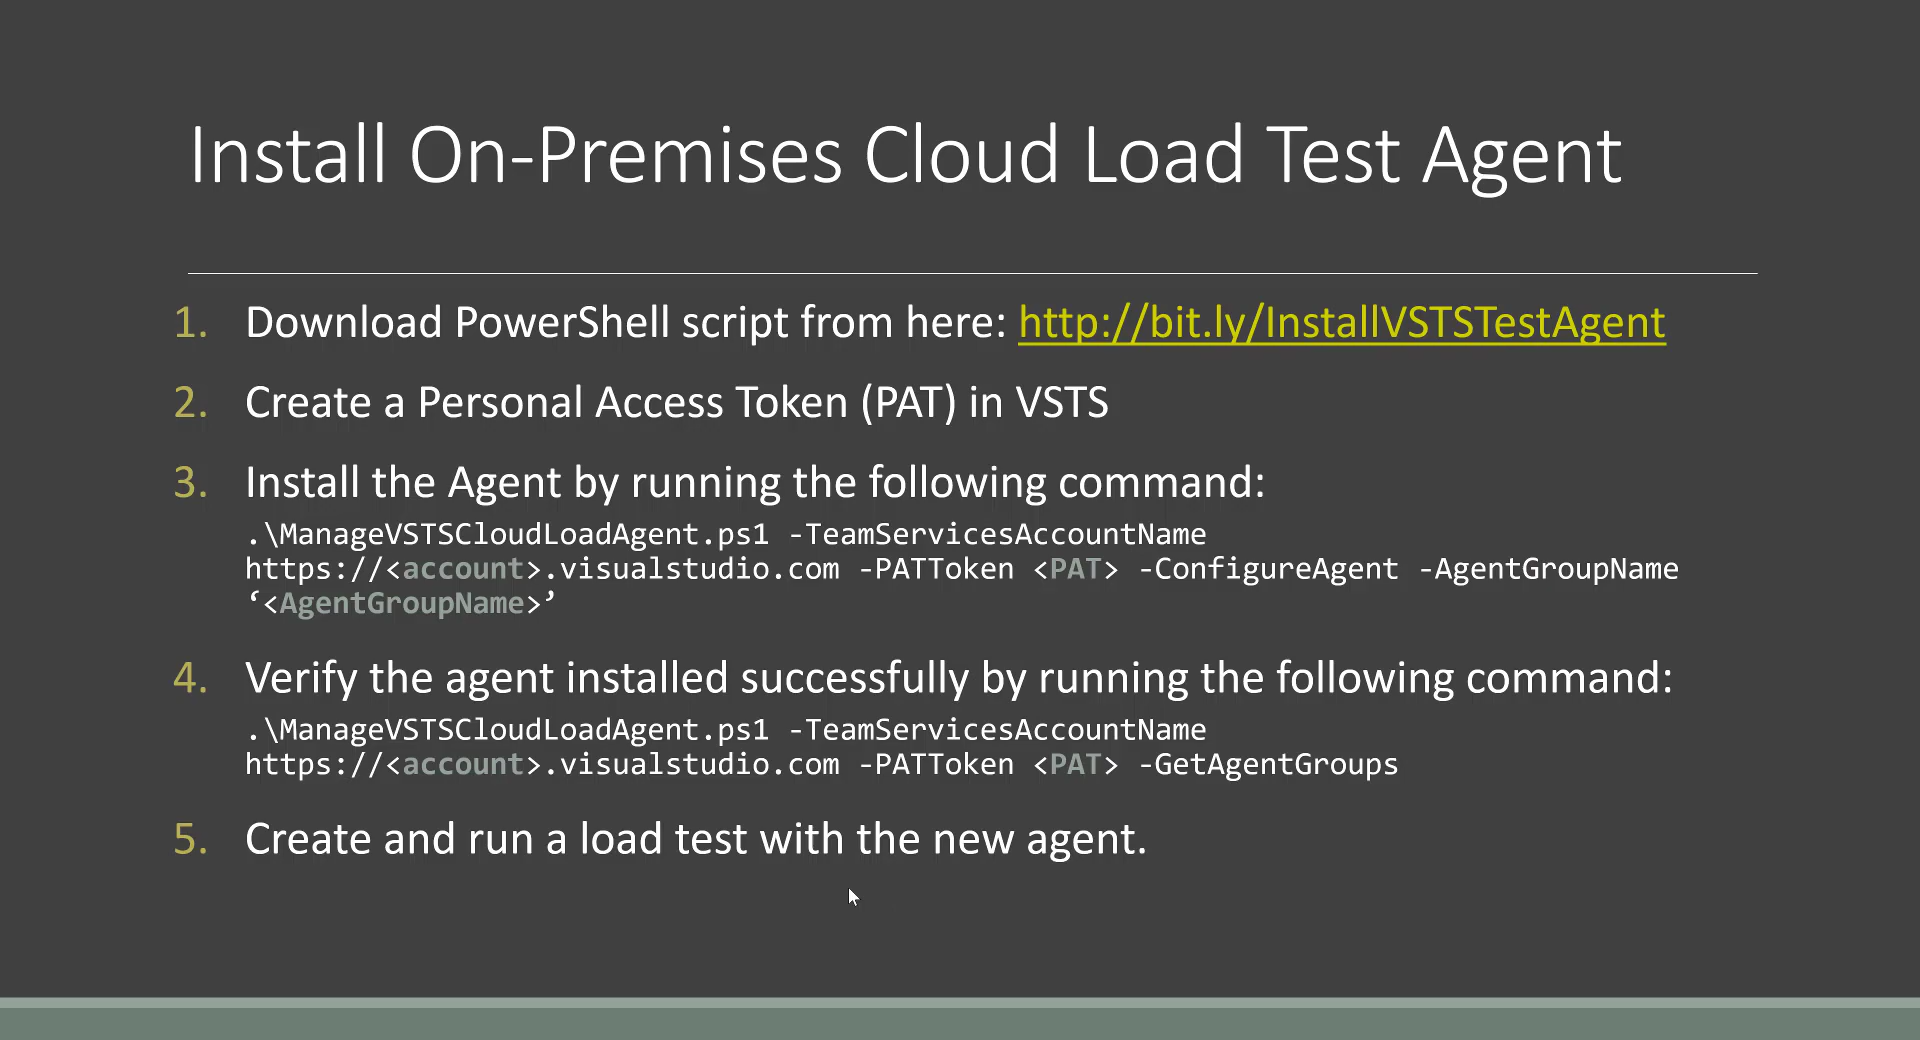 Install On-Premises Cloud Load Test Agent
1. Download PowerShell script from here: http://bit.ly/InstallVSTSTestAgent
2. Create a Personal Access Token (PAT) in VSTS
3. Install the Agent by running the following command:
.\ManageVSTSCloudLoadAgent.ps1 -TeamServicesAccountName
https://<account>.visualstudio.com -PATToken <PAT> -ConfigureAgent -AgentGroupName
‘<AgentGroupName>’
4. Verify the agent installed successfully by running the following command:
.\ManageVSTSCloudLoadAgent.ps1 -TeamServicesAccountName
https://<account>.visualstudio.com -PATToken <PAT> -GetAgentGroups
5. Create and run a load test with the new agent.